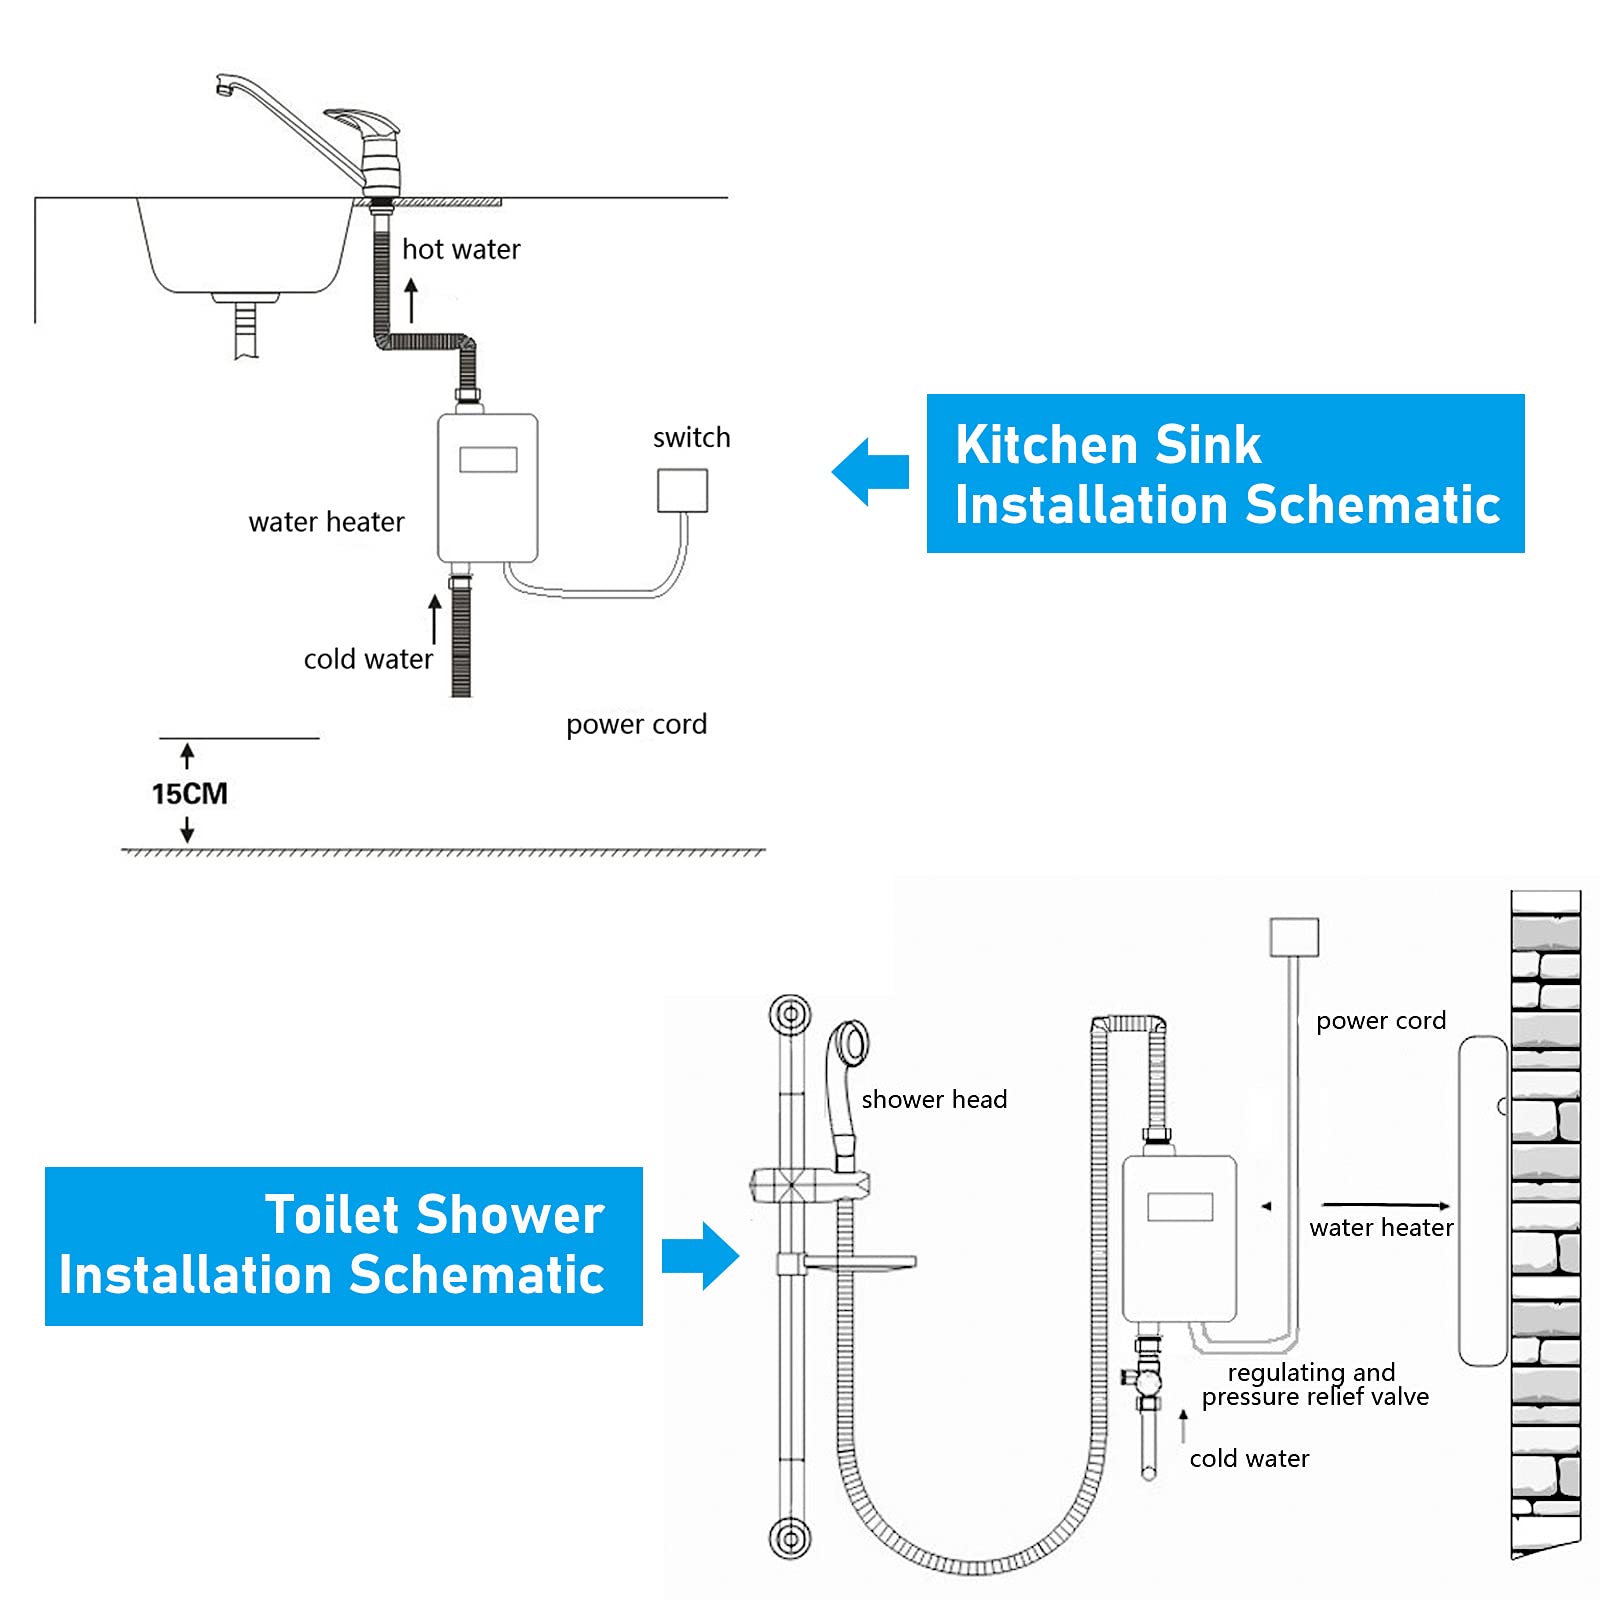 hot water
switch
Kitchen Sink
Installation Schematic
water heater
cold water
power cord
15CM
power cord
shower head
Toilet Shower
Installation Schematic
water heater
regulating and
pressure relief valve
cold water